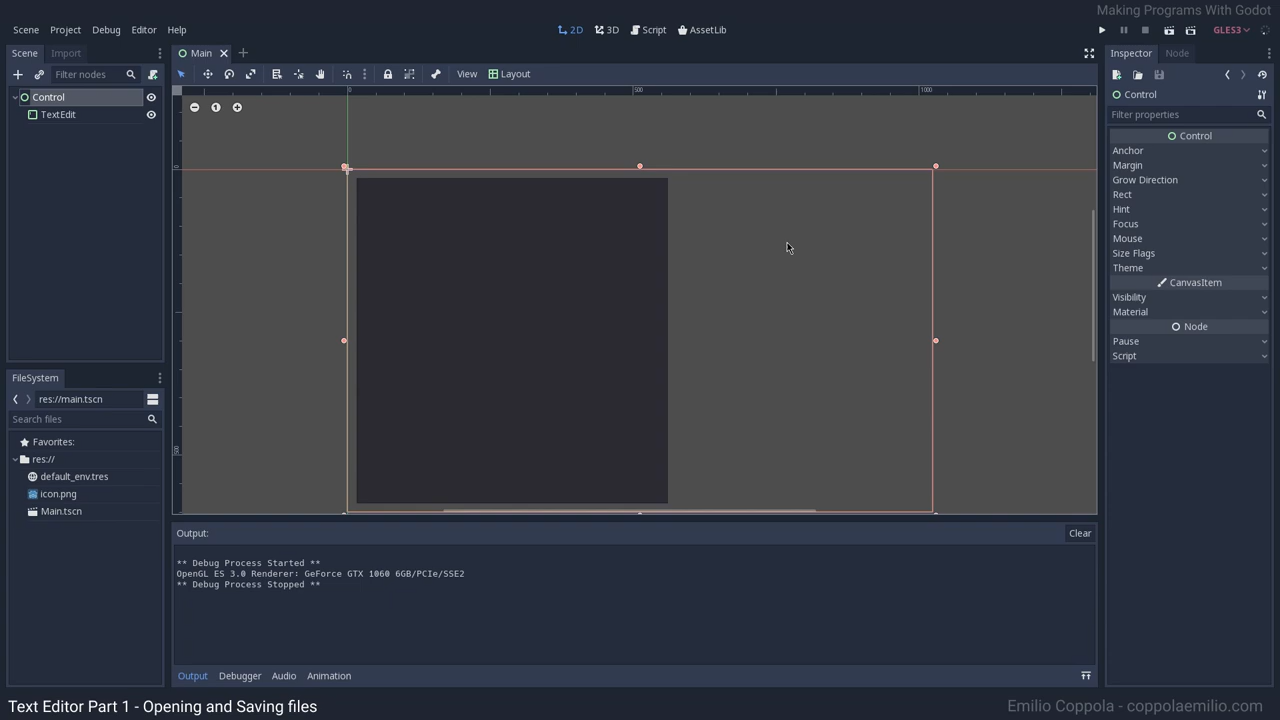 Making Programs With Godot
Scene Project Debug Editor Help
2D 3D Script AssetLib
GLES3
Scene Import
Main
Inspector Node
Filter nodes
View Layout
Control
TextEdit
0 500 1000
0
500
Control
Filter properties
Control
Anchor
Margin
Grow Direction
Rect
Hint
Focus
Mouse
Size Flags
Theme
CanvasItem
Visibility
Material
Node
Pause
Script
FileSystem
res://main.tscn
Search files
Favorites:
res://
default_env.tres
icon.png
Main.tscn
Output:
Clear
** Debug Process Started **
OpenGL ES 3.0 Renderer: GeForce GTX 1060 6GB/PCIe/SSE2
** Debug Process Stopped **
Output Debugger Audio Animation
Text Editor Part 1 - Opening and Saving files
Emilio Coppola - coppolaemilio.com